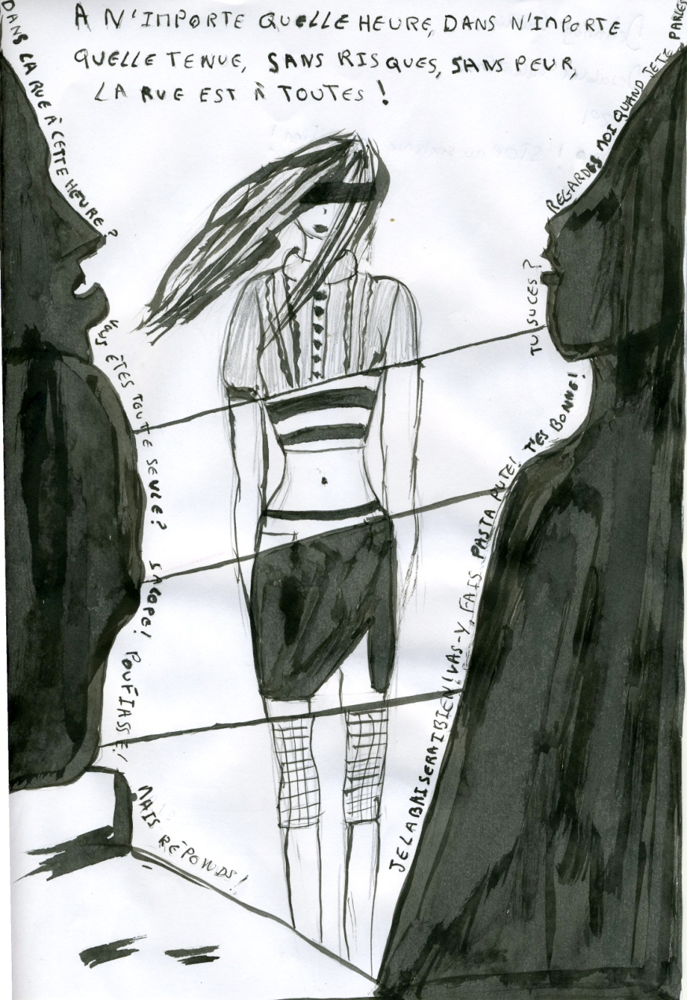 A N'IMPORTE QUELLE HEURE, DANS N'IMPORTE
QUELLE TENUE, SANS RISQUES, SANS PEUR,
LA RUE EST À TOUTES !
DANS LA RUE À CETTE HEURE ?
VOUS ÊTES TOUTE SEULE ? SALOPE ! POUFIASSE !
MAIS RÉPONDS !
REGARDES MOI QUAND JE TE PARLES
TU SUCES ?
JE LA BAISERAI BIEN ! VAS-Y, FAIS PAS TA PUTE ! T'ES BONNE !